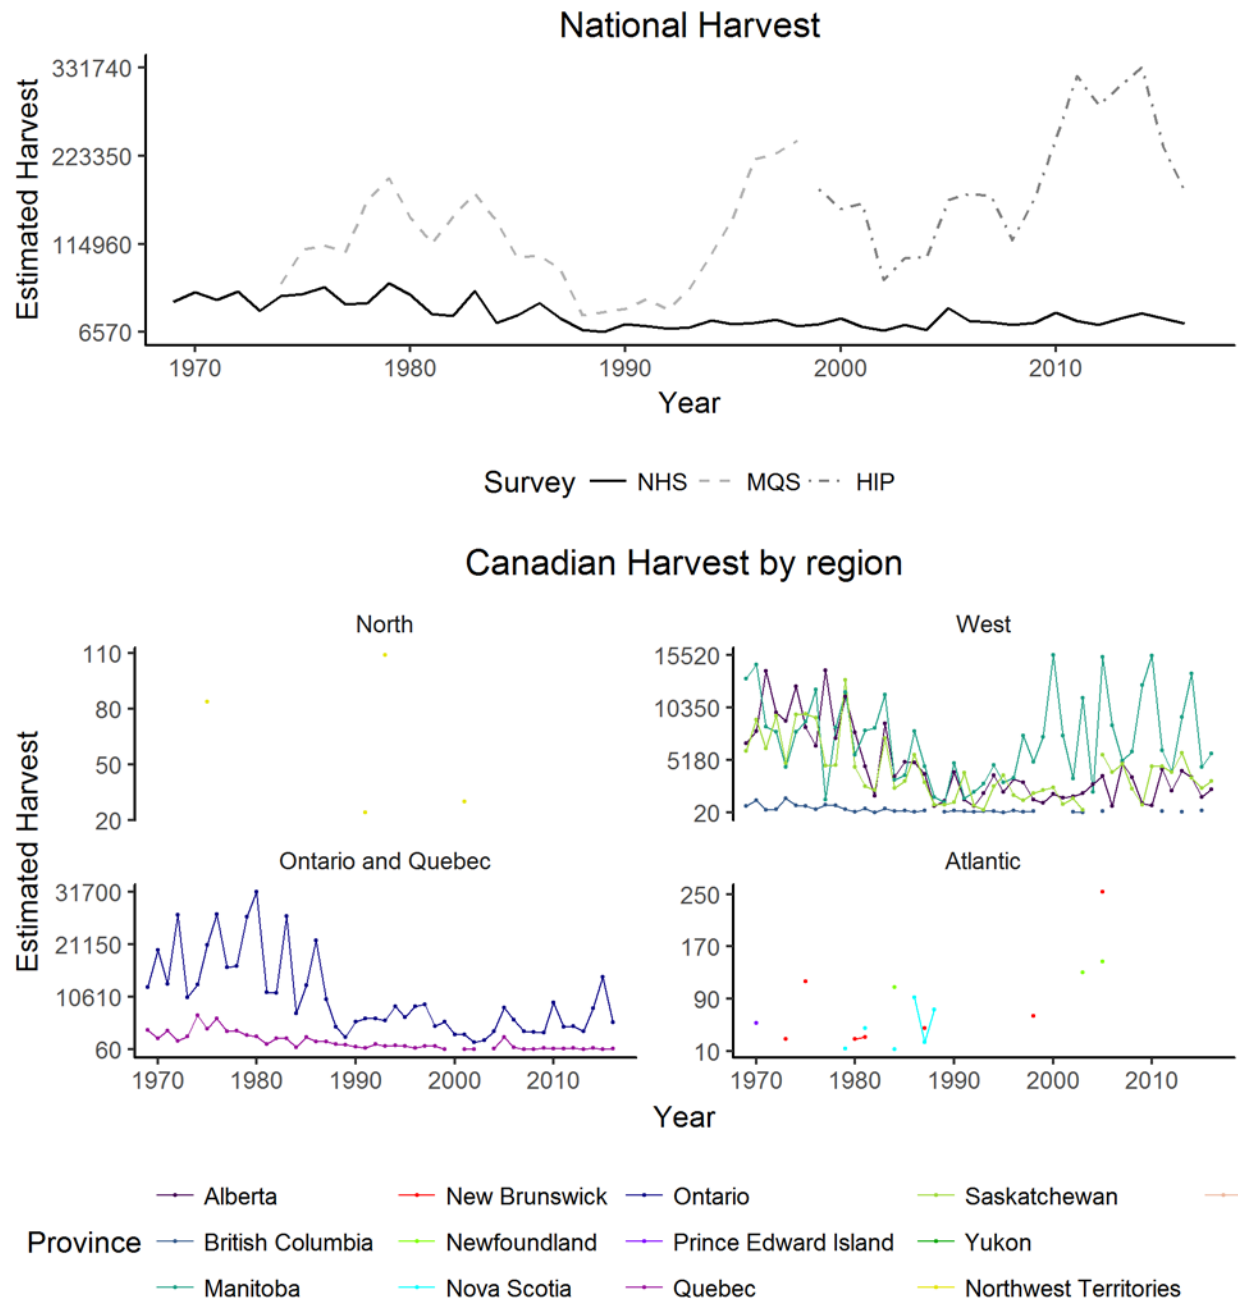 National Harvest
Estimated Harvest
331740
223350
114960
6570
1970 1980 1990 2000 2010
Year
Survey NHS MQS HIP
Canadian Harvest by region
North West
Estimated Harvest
110
80
50
20
15520
10350
5180
20
Ontario and Quebec Atlantic
31700
21150
10610
60
250
170
90
10
1970 1980 1990 2000 2010 1970 1980 1990 2000 2010
Year
Province
Alberta New Brunswick Ontario Saskatchewan
British Columbia Newfoundland Prince Edward Island Yukon
Manitoba Nova Scotia Quebec Northwest Territories